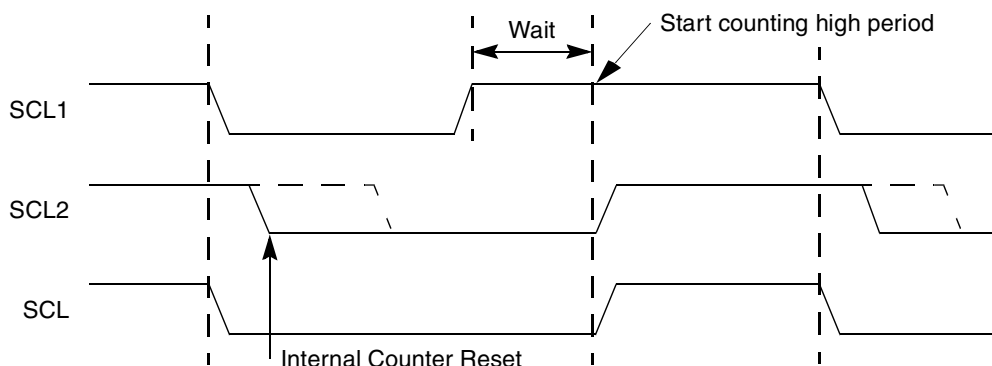 Wait
Start counting high period
SCL1
SCL2
SCL
Internal Counter Reset